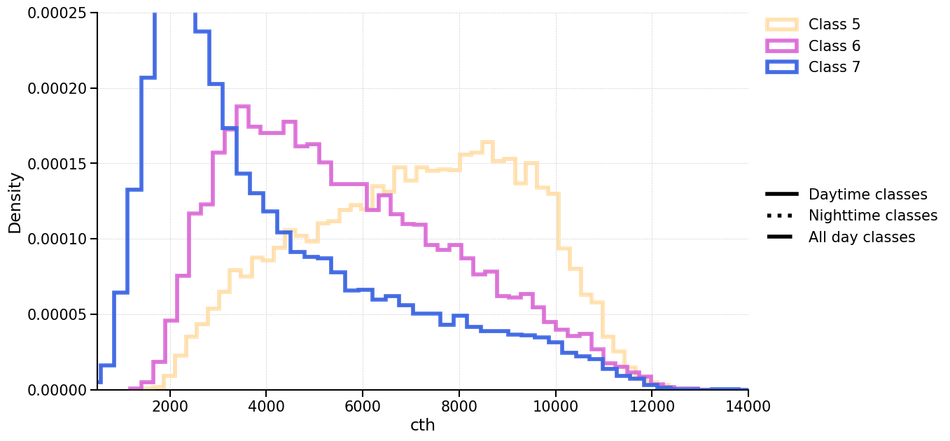 0.00025
0.00020
0.00015
0.00010
0.00005
0.00000
Density
2000 4000 6000 8000 10000 12000 14000
cth
Class 5
Class 6
Class 7
Daytime classes
Nighttime classes
All day classes